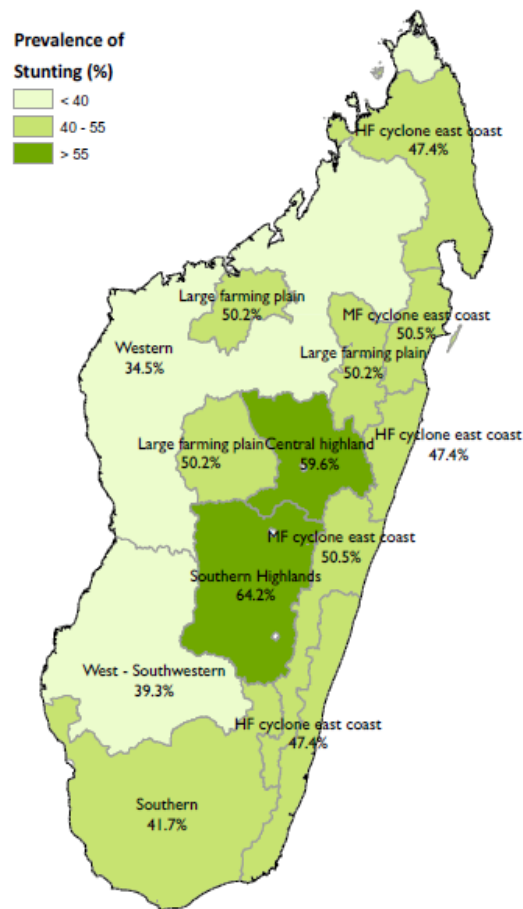 Prevalence of
Stunting (%)
< 40
40 - 55
> 55
HF cyclone east coast
47.4%
Large farming plain
50.2%
MF cyclone east coast
50.5%
Western
34.5%
Large farming plain
50.2%
Large farming plain
50.2%
Central highland
59.6%
HF cyclone east coast
47.4%
MF cyclone east coast
50.5%
Southern Highlands
64.2%
West - Southwestern
39.3%
HF cyclone east coast
47.4%
Southern
41.7%